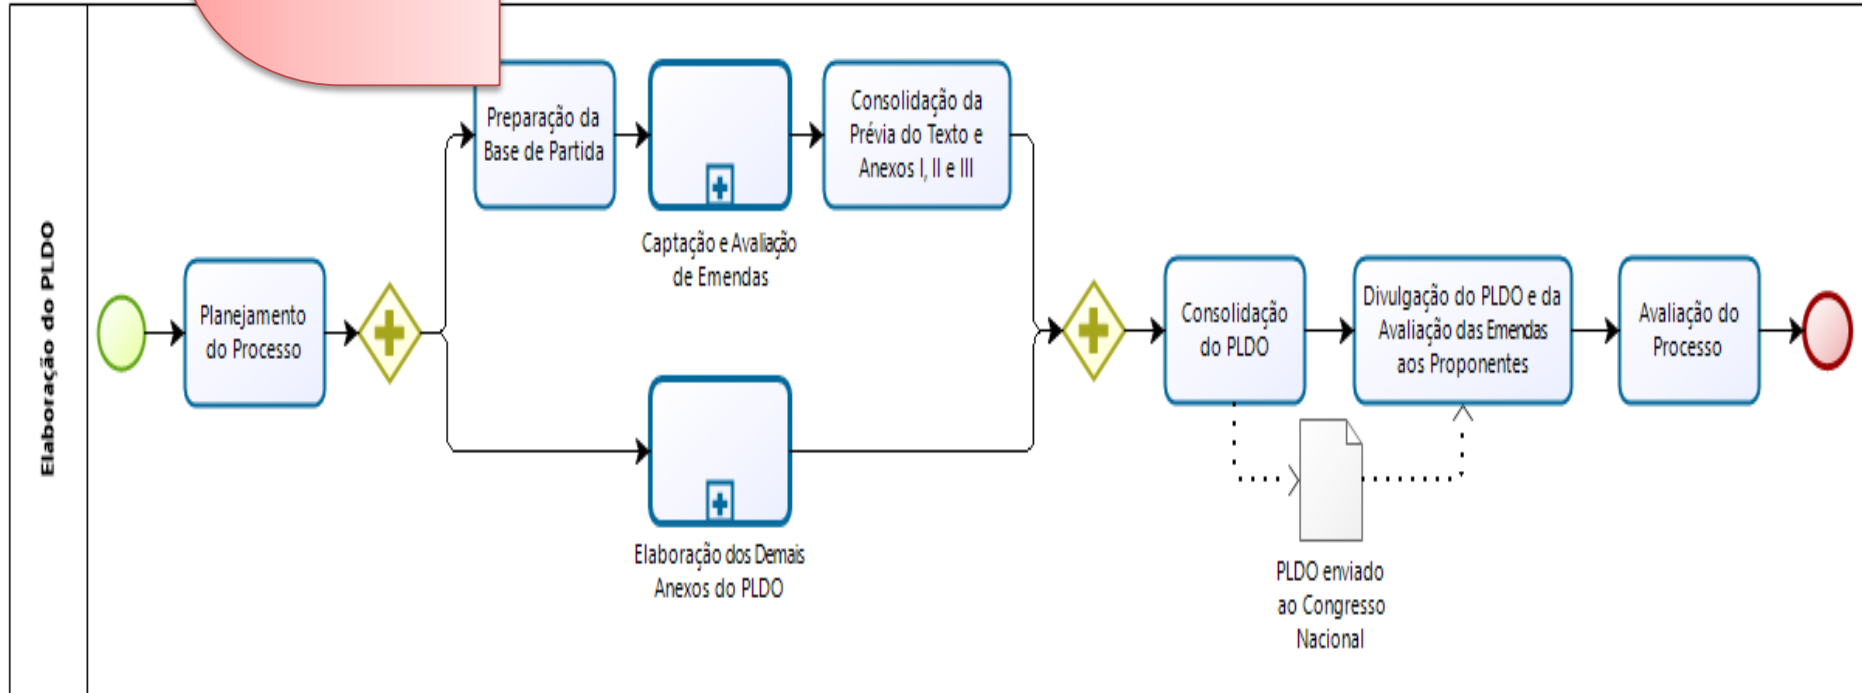 Elaboração do PLDO
Planejamento
do Processo
Preparação da
Base de Partida
Captação e Avaliação
de Emendas
Consolidação da
Prévia do Texto e
Anexos I, II e III
Elaboração dos Demais
Anexos do PLDO
Consolidação
do PLDO
PLDO enviado
ao Congresso
Nacional
Divulgação do PLDO e da
Avaliação das Emendas
aos Proponentes
Avaliação do
Processo